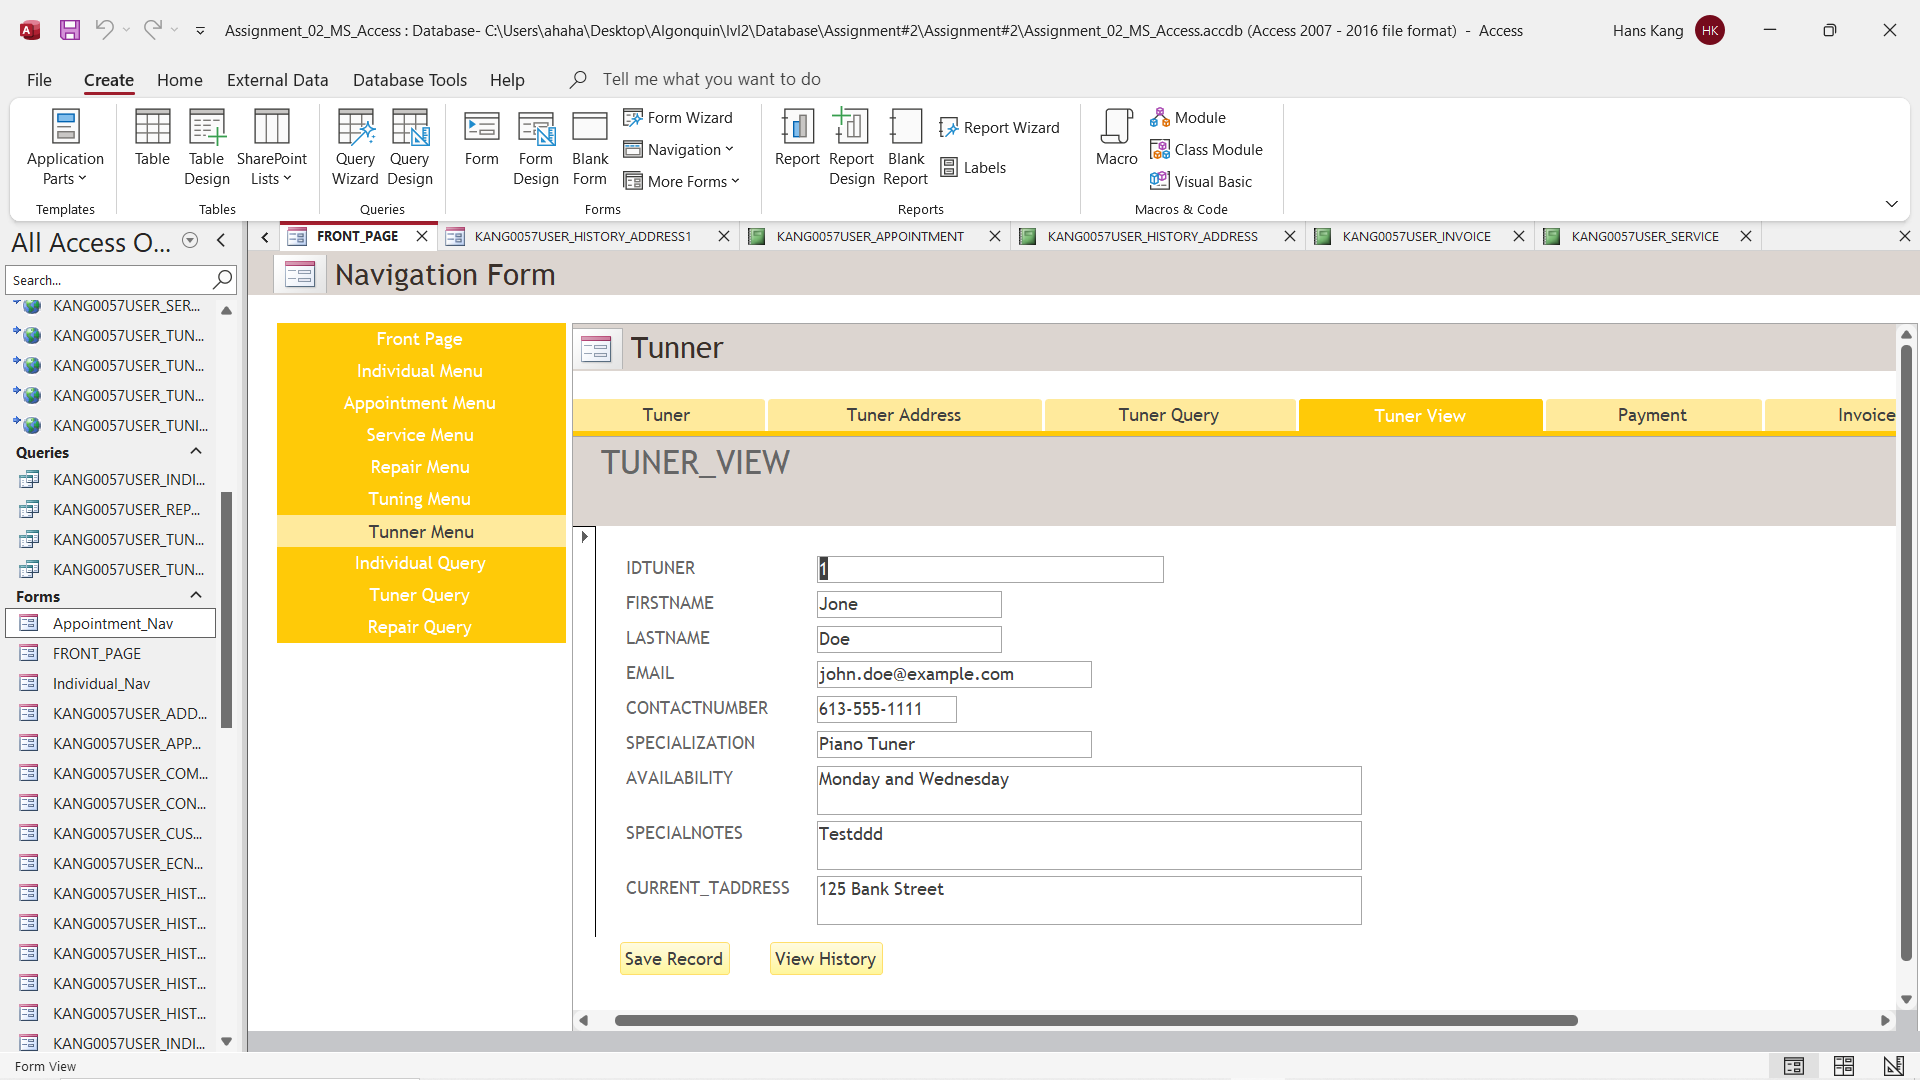 Assignment_02_MS_Access : Database- C:\Users\ahaha\Desktop\Algonquin\lvl2\Database\Assignment#2\Assignment#2\Assignment_02_MS_Access.accdb (Access 2007 - 2016 file format) - Access
Hans Kang
HK
File
Create
Home
External Data
Database Tools
Help
Tell me what you want to do
Application Parts
Templates
Table
Table Design
SharePoint Lists
Tables
Query Wizard
Query Design
Queries
Form
Form Design
Blank Form
Form Wizard
Navigation
More Forms
Forms
Report
Report Design
Blank Report
Report Wizard
Labels
Reports
Macro
Module
Class Module
Visual Basic
Macros & Code
All Access O...
Search...
KANG0057USER_SER...
KANG0057USER_TUN...
KANG0057USER_TUN...
KANG0057USER_TUN...
KANG0057USER_TUNI...
Queries
KANG0057USER_INDI...
KANG0057USER_REP...
KANG0057USER_TUN...
KANG0057USER_TUN...
Forms
Appointment_Nav
FRONT_PAGE
Individual_Nav
KANG0057USER_ADD...
KANG0057USER_APP...
KANG0057USER_COM...
KANG0057USER_CON...
KANG0057USER_CUS...
KANG0057USER_ECN...
KANG0057USER_HIST...
KANG0057USER_HIST...
KANG0057USER_HIST...
KANG0057USER_HIST...
KANG0057USER_HIST...
KANG0057USER_INDI...
FRONT_PAGE
KANG0057USER_HISTORY_ADDRESS1
KANG0057USER_APPOINTMENT
KANG0057USER_HISTORY_ADDRESS
KANG0057USER_INVOICE
KANG0057USER_SERVICE
Navigation Form
Front Page
Individual Menu
Appointment Menu
Service Menu
Repair Menu
Tuning Menu
Tunner Menu
Individual Query
Tuner Query
Repair Query
Tunner
Tuner
Tuner Address
Tuner Query
Tuner View
Payment
Invoice
TUNER_VIEW
IDTUNER 1
FIRSTNAME Jone
LASTNAME Doe
EMAIL john.doe@example.com
CONTACTNUMBER 613-555-1111
SPECIALIZATION Piano Tuner
AVAILABILITY Monday and Wednesday
SPECIALNOTES Testddd
CURRENT_TADDRESS 125 Bank Street
Save Record
View History
Form View